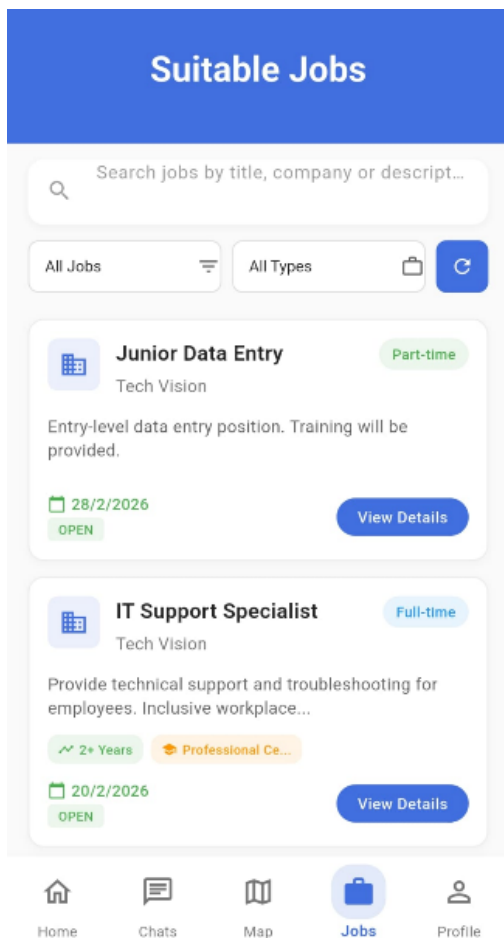 Suitable Jobs
Search jobs by title, company or descript...
All Jobs
All Types
Junior Data Entry
Part-time
Tech Vision
Entry-level data entry position. Training will be
provided.
28/2/2026
OPEN
View Details
IT Support Specialist
Full-time
Tech Vision
Provide technical support and troubleshooting for
employees. Inclusive workplace...
2+ Years
Professional Ce...
20/2/2026
OPEN
View Details
Home
Chats
Map
Jobs
Profile